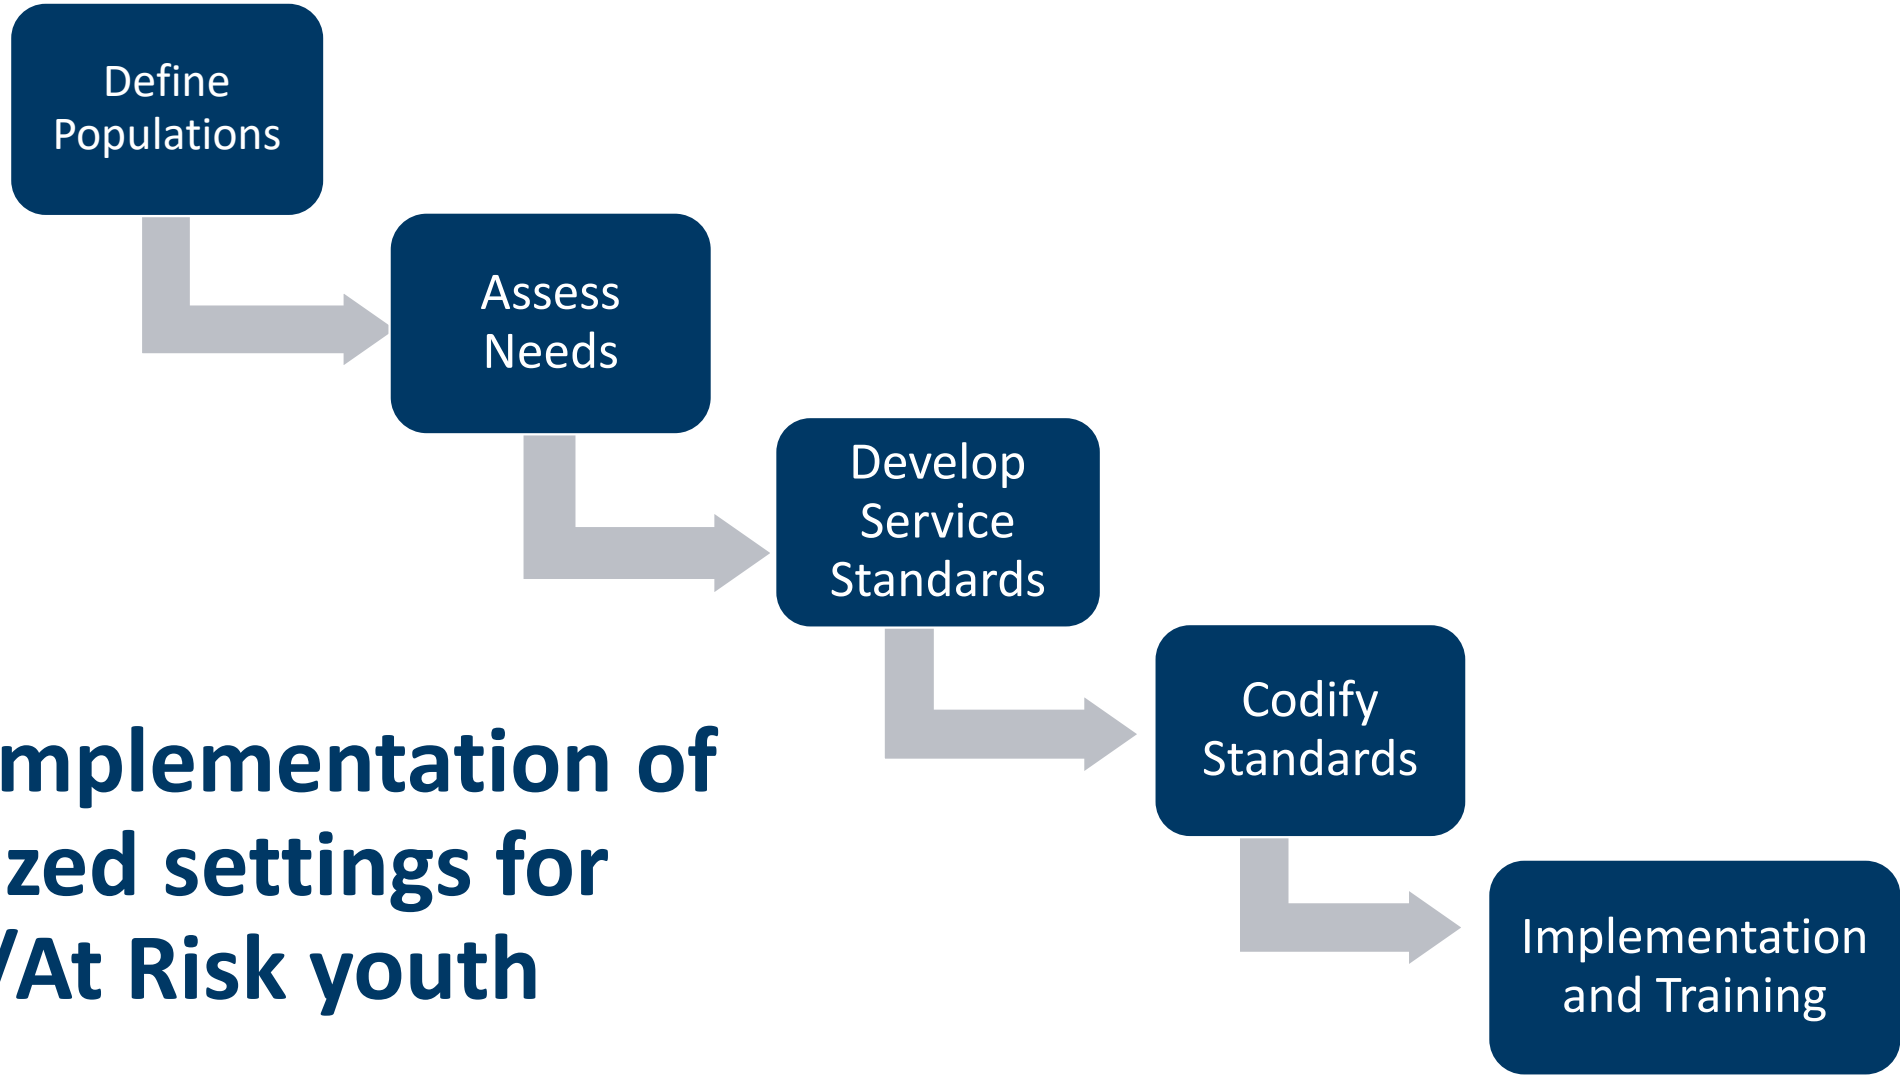 Define
Populations
Assess
Needs
Develop
Service
Standards
Codify
Standards
Implementation
and Training
mplementation of
zed settings for
/At Risk youth